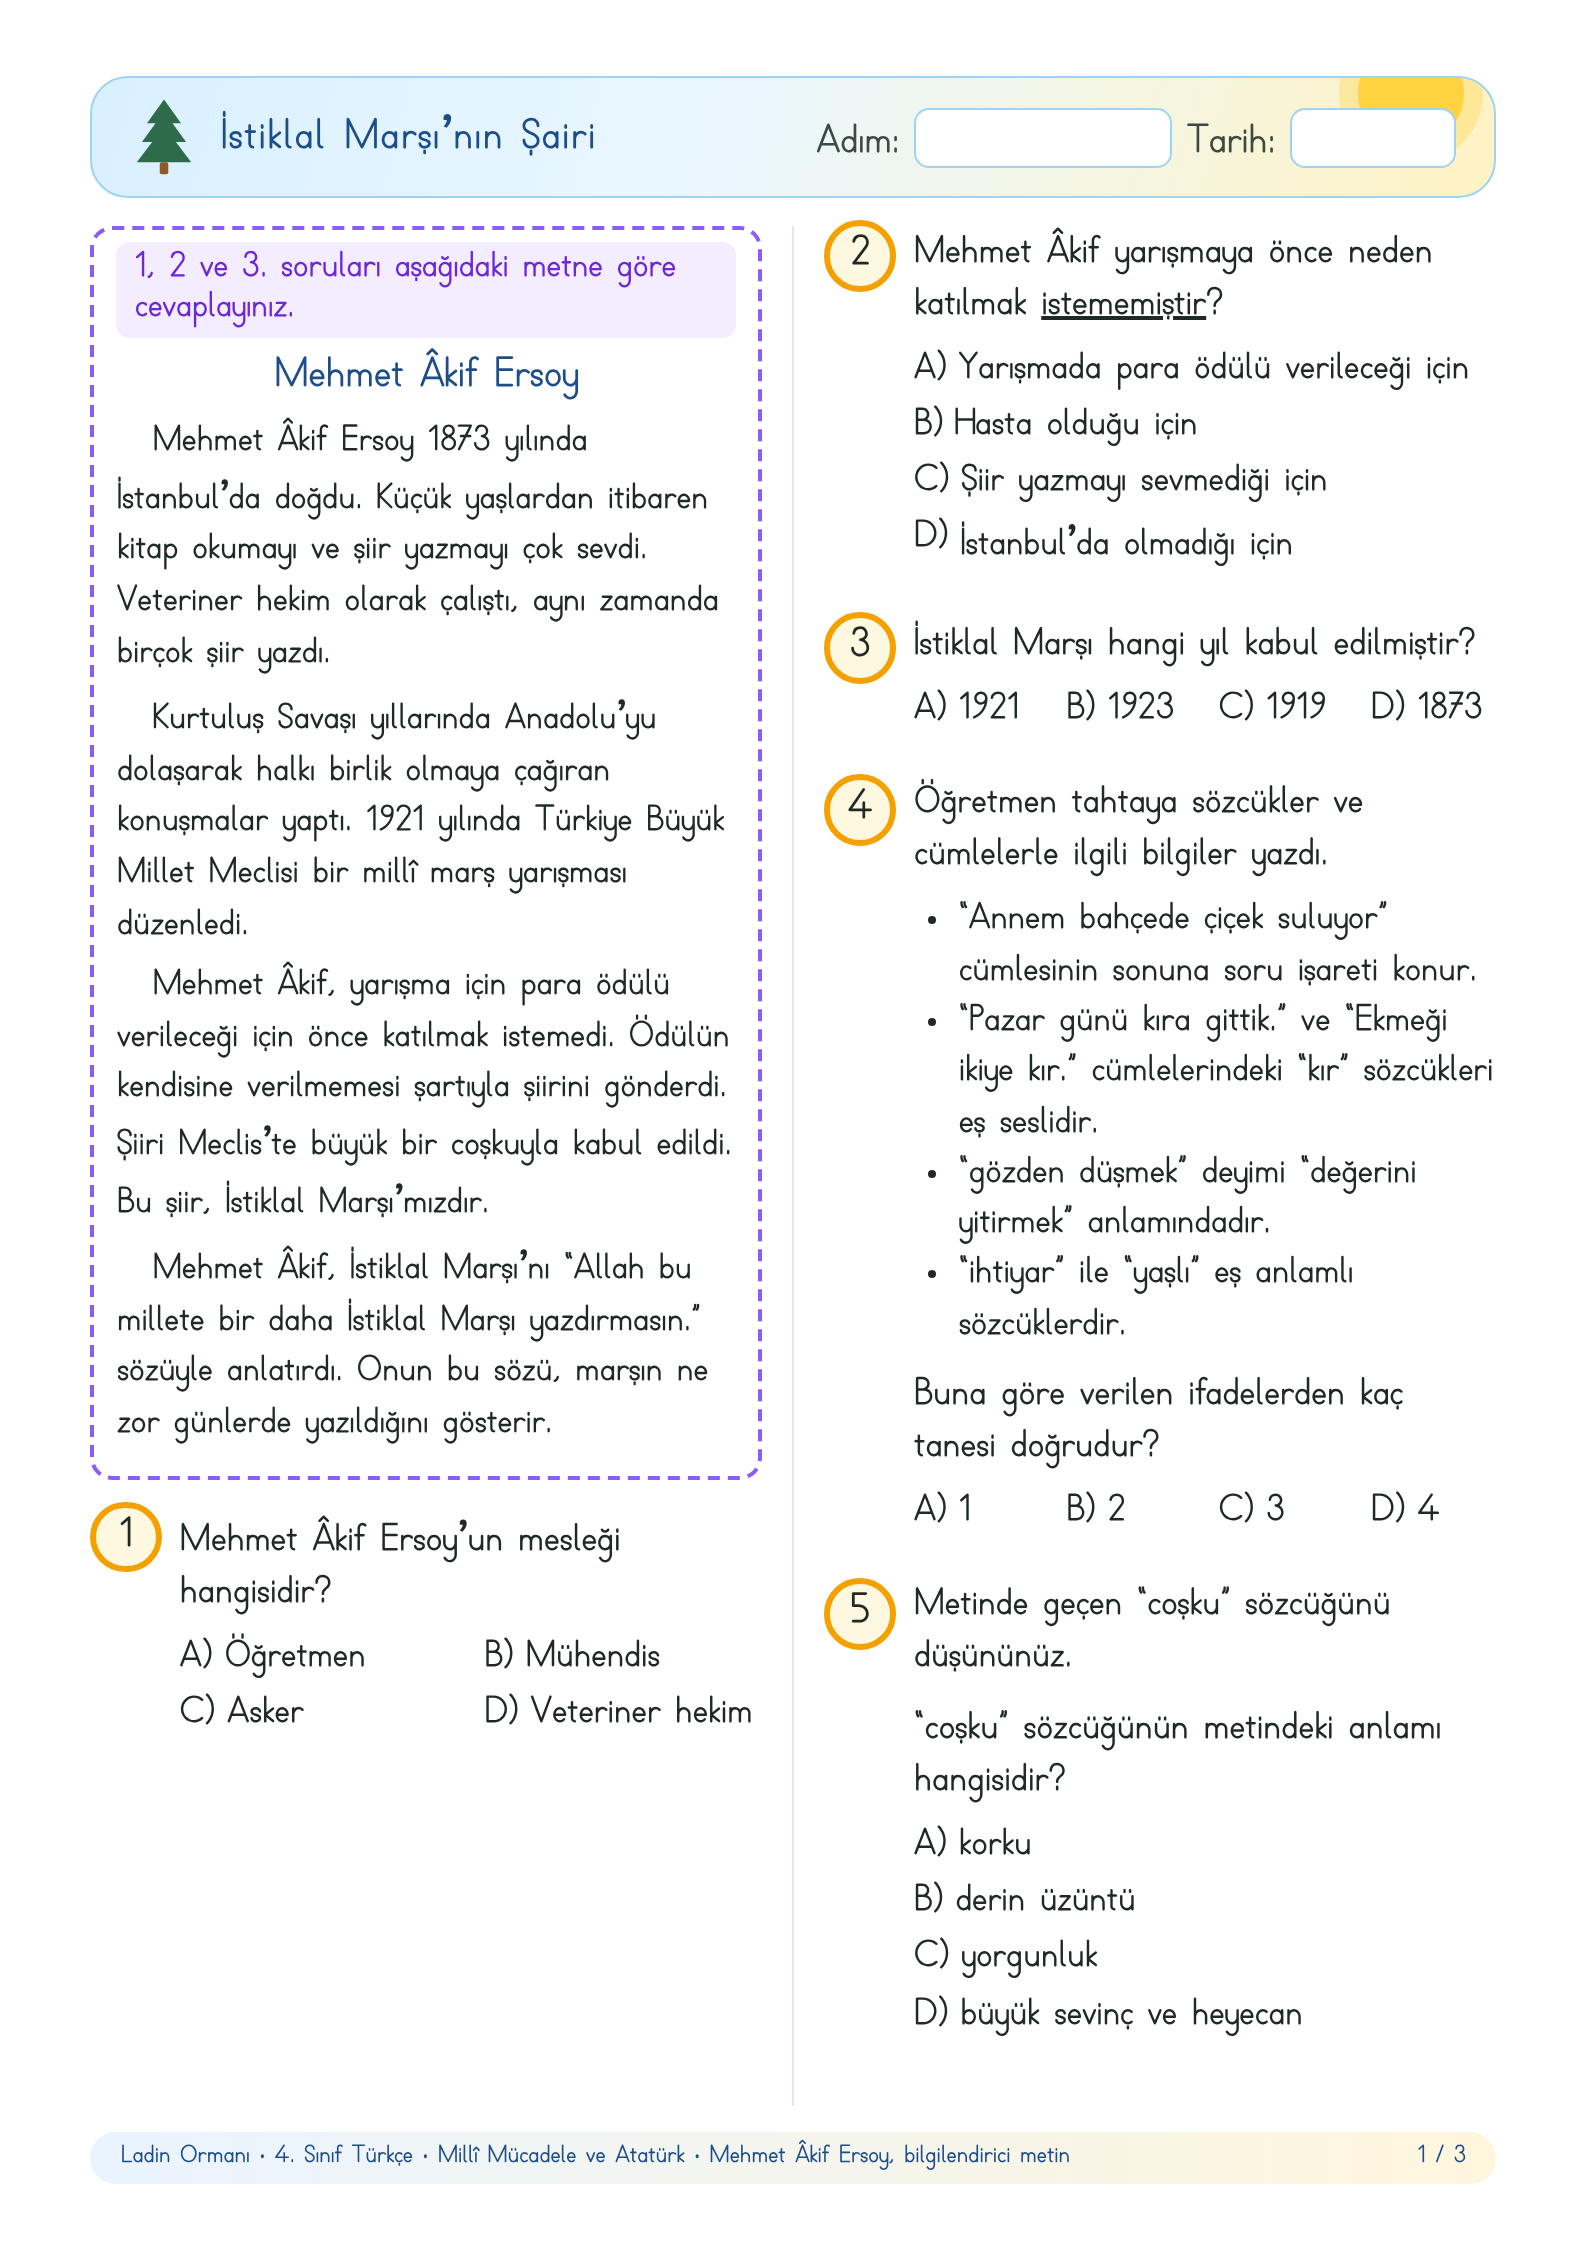 İstiklal Marşı’nın Şairi
Adım:
Tarih:
1, 2 ve 3. soruları aşağıdaki metne göre
cevaplayınız.
Mehmet Âkif Ersoy
Mehmet Âkif Ersoy 1873 yılında
İstanbul’da doğdu. Küçük yaşlardan itibaren
kitap okumayı ve şiir yazmayı çok sevdi.
Veteriner hekim olarak çalıştı, aynı zamanda
birçok şiir yazdı.
Kurtuluş Savaşı yıllarında Anadolu’yu
dolaşarak halkı birlik olmaya çağıran
konuşmalar yaptı. 1921 yılında Türkiye Büyük
Millet Meclisi bir millî marş yarışması
düzenledi.
Mehmet Âkif, yarışma için para ödülü
verileceği için önce katılmak istemedi. Ödülün
kendisine verilmemesi şartıyla şiirini gönderdi.
Şiiri Meclis’te büyük bir coşkuyla kabul edildi.
Bu şiir, İstiklal Marşı’mızdır.
Mehmet Âkif, İstiklal Marşı’nı “Allah bu
millete bir daha İstiklal Marşı yazdırmasın.”
sözüyle anlatırdı. Onun bu sözü, marşın ne
zor günlerde yazıldığını gösterir.
1
Mehmet Âkif Ersoy’un mesleği
hangisidir?
A) Öğretmen B) Mühendis
C) Asker D) Veteriner hekim
2
Mehmet Âkif yarışmaya önce neden
katılmak istememiştir?
A) Yarışmada para ödülü verileceği için
B) Hasta olduğu için
C) Şiir yazmayı sevmediği için
D) İstanbul’da olmadığı için
3
İstiklal Marşı hangi yıl kabul edilmiştir?
A) 1921 B) 1923 C) 1919 D) 1873
4
Öğretmen tahtaya sözcükler ve
cümlelerle ilgili bilgiler yazdı.
• “Annem bahçede çiçek suluyor”
cümlesinin sonuna soru işareti konur.
• “Pazar günü kıra gittik.” ve “Ekmeği
ikiye kır.” cümlelerindeki “kır” sözcükleri
eş seslidir.
• “gözden düşmek” deyimi “değerini
yitirmek” anlamındadır.
• “ihtiyar” ile “yaşlı” eş anlamlı
sözcüklerdir.
Buna göre verilen ifadelerden kaç
tanesi doğrudur?
A) 1 B) 2 C) 3 D) 4
5
Metinde geçen “coşku” sözcüğünü
düşününüz.
“coşku” sözcüğünün metindeki anlamı
hangisidir?
A) korku
B) derin üzüntü
C) yorgunluk
D) büyük sevinç ve heyecan
Ladin Ormanı • 4. Sınıf Türkçe • Millî Mücadele ve Atatürk • Mehmet Âkif Ersoy, bilgilendirici metin
1 / 3